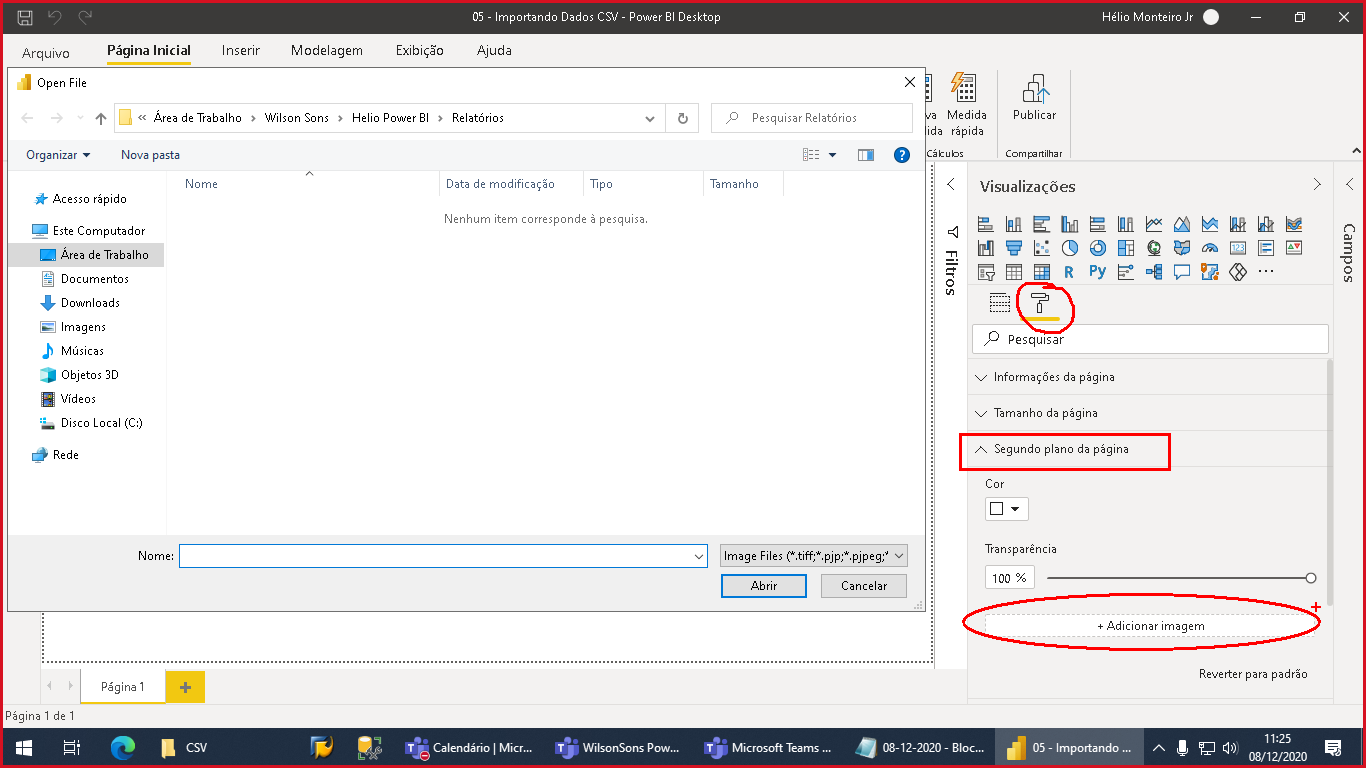 05 - Importando Dados CSV - Power BI Desktop
Hélio Monteiro Jr
Arquivo
Página Inicial
Inserir
Modelagem
Exibição
Ajuda
Open File
« Área de Trabalho > Wilson Sons > Helio Power BI > Relatórios
Pesquisar Relatórios
Organizar
Nova pasta
Nome
Data de modificação
Tipo
Tamanho
Nenhum item corresponde à pesquisa.
Acesso rápido
Este Computador
Área de Trabalho
Documentos
Downloads
Imagens
Músicas
Objetos 3D
Vídeos
Disco Local (C:)
Rede
Nome:
Image Files (*.tiff;*.pjp;*.pjpeg;*
Abrir
Cancelar
va
ida
Medida
rápida
Cálculos
Publicar
Compartilhar
Filtros
Visualizações
R
Py
123
...
Pesquisar
Informações da página
Tamanho da página
Segundo plano da página
Cor
Transparência
100 %
+ Adicionar imagem
Reverter para padrão
Campos
Página 1
+
Página 1 de 1
CSV
Calendário | Micr...
WilsonSons Pow...
Microsoft Teams ...
08-12-2020 - Bloc...
05 - Importando ...
11:25
08/12/2020